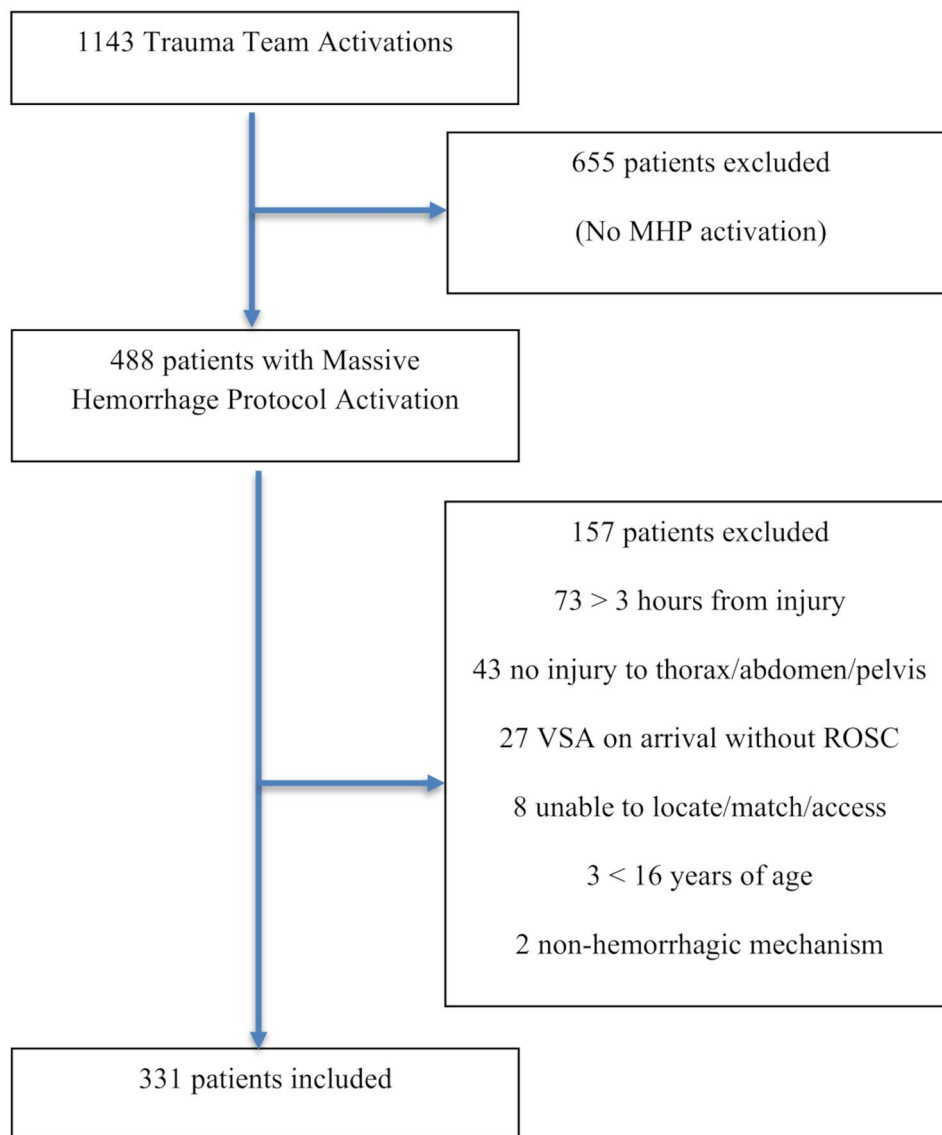 1143 Trauma Team Activations
655 patients excluded
(No MHP activation)
488 patients with Massive
Hemorrhage Protocol Activation
157 patients excluded
73 > 3 hours from injury
43 no injury to thorax/abdomen/pelvis
27 VSA on arrival without ROSC
8 unable to locate/match/access
3 < 16 years of age
2 non-hemorrhagic mechanism
331 patients included